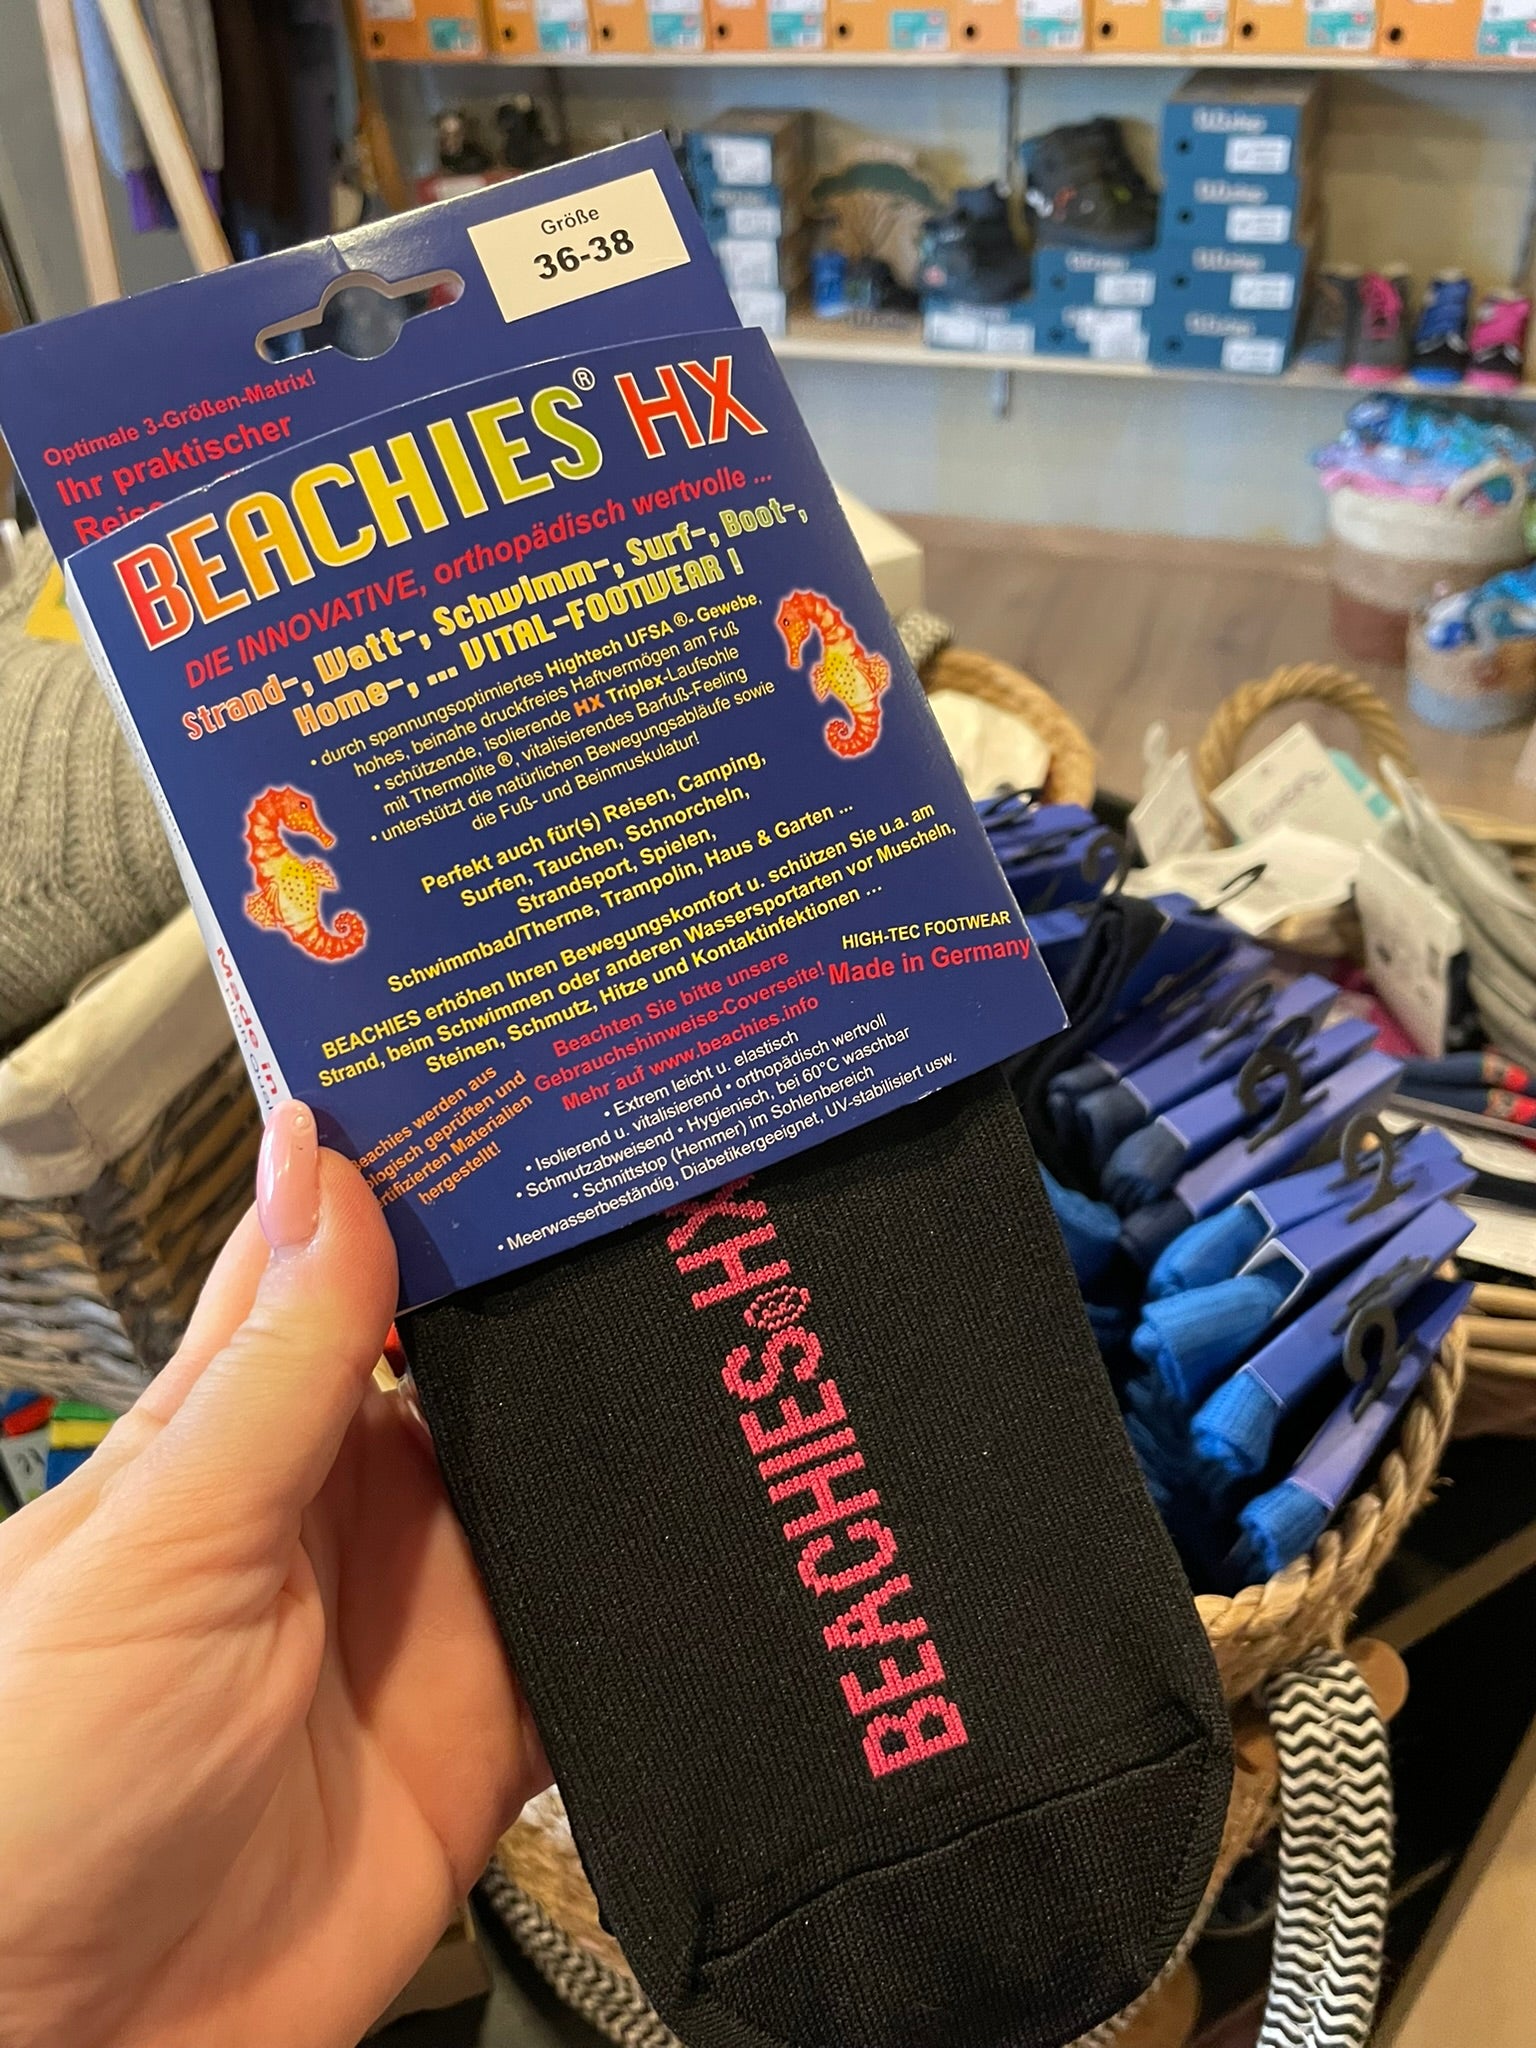 Größe
36-38
Optimale 3-Größen-Matrix!
Ihr praktischer
BEACHIES® HX
DIE INNOVATIVE, orthopädisch wertvolle ...
Strand-, Watt-, Schwimm-, Surf-, Boot-,
Home-, ... VITAL-FOOTWEAR !
• durch spannungsoptimiertes Hightech UFSA ®- Gewebe,
hohes, beinahe druckfreies Haftvermögen am Fuß
• schützende, isolierende HX Triplex-Laufsohle
mit Thermolite ®, vitalisierendes Barfuß-Feeling
• unterstützt die natürlichen Bewegungsabläufe sowie
die Fuß- und Beinmuskulatur!
Perfekt auch für(s) Reisen, Camping,
Surfen, Tauchen, Schnorcheln,
Strandsport, Spielen,
Schwimmbad/Therme, Trampolin, Haus & Garten ...
BEACHIES erhöhen Ihren Bewegungskomfort u. schützen Sie u.a. am
Strand, beim Schwimmen oder anderen Wassersportarten vor Muscheln,
Steinen, Schmutz, Hitze und Kontaktinfektionen ...
HIGH-TEC FOOTWEAR
Made in Germany
Beachten Sie bitte unsere
Gebrauchshinweise-Coverseite!
Mehr auf www.beachies.info
Beachies werden aus
geprüften und
Materialien
hergestellt!
• Extrem leicht u. elastisch
• Isolierend u. vitalisierend • orthopädisch wertvoll
• Schmutzabweisend • Hygienisch, bei 60°C waschbar
• Schnittstop (Hemmer) im Sohlenbereich
• Meerwasserbeständig, Diabetikergeeignet, UV-stabilisiert usw.
Made in
BEACHIES® HX